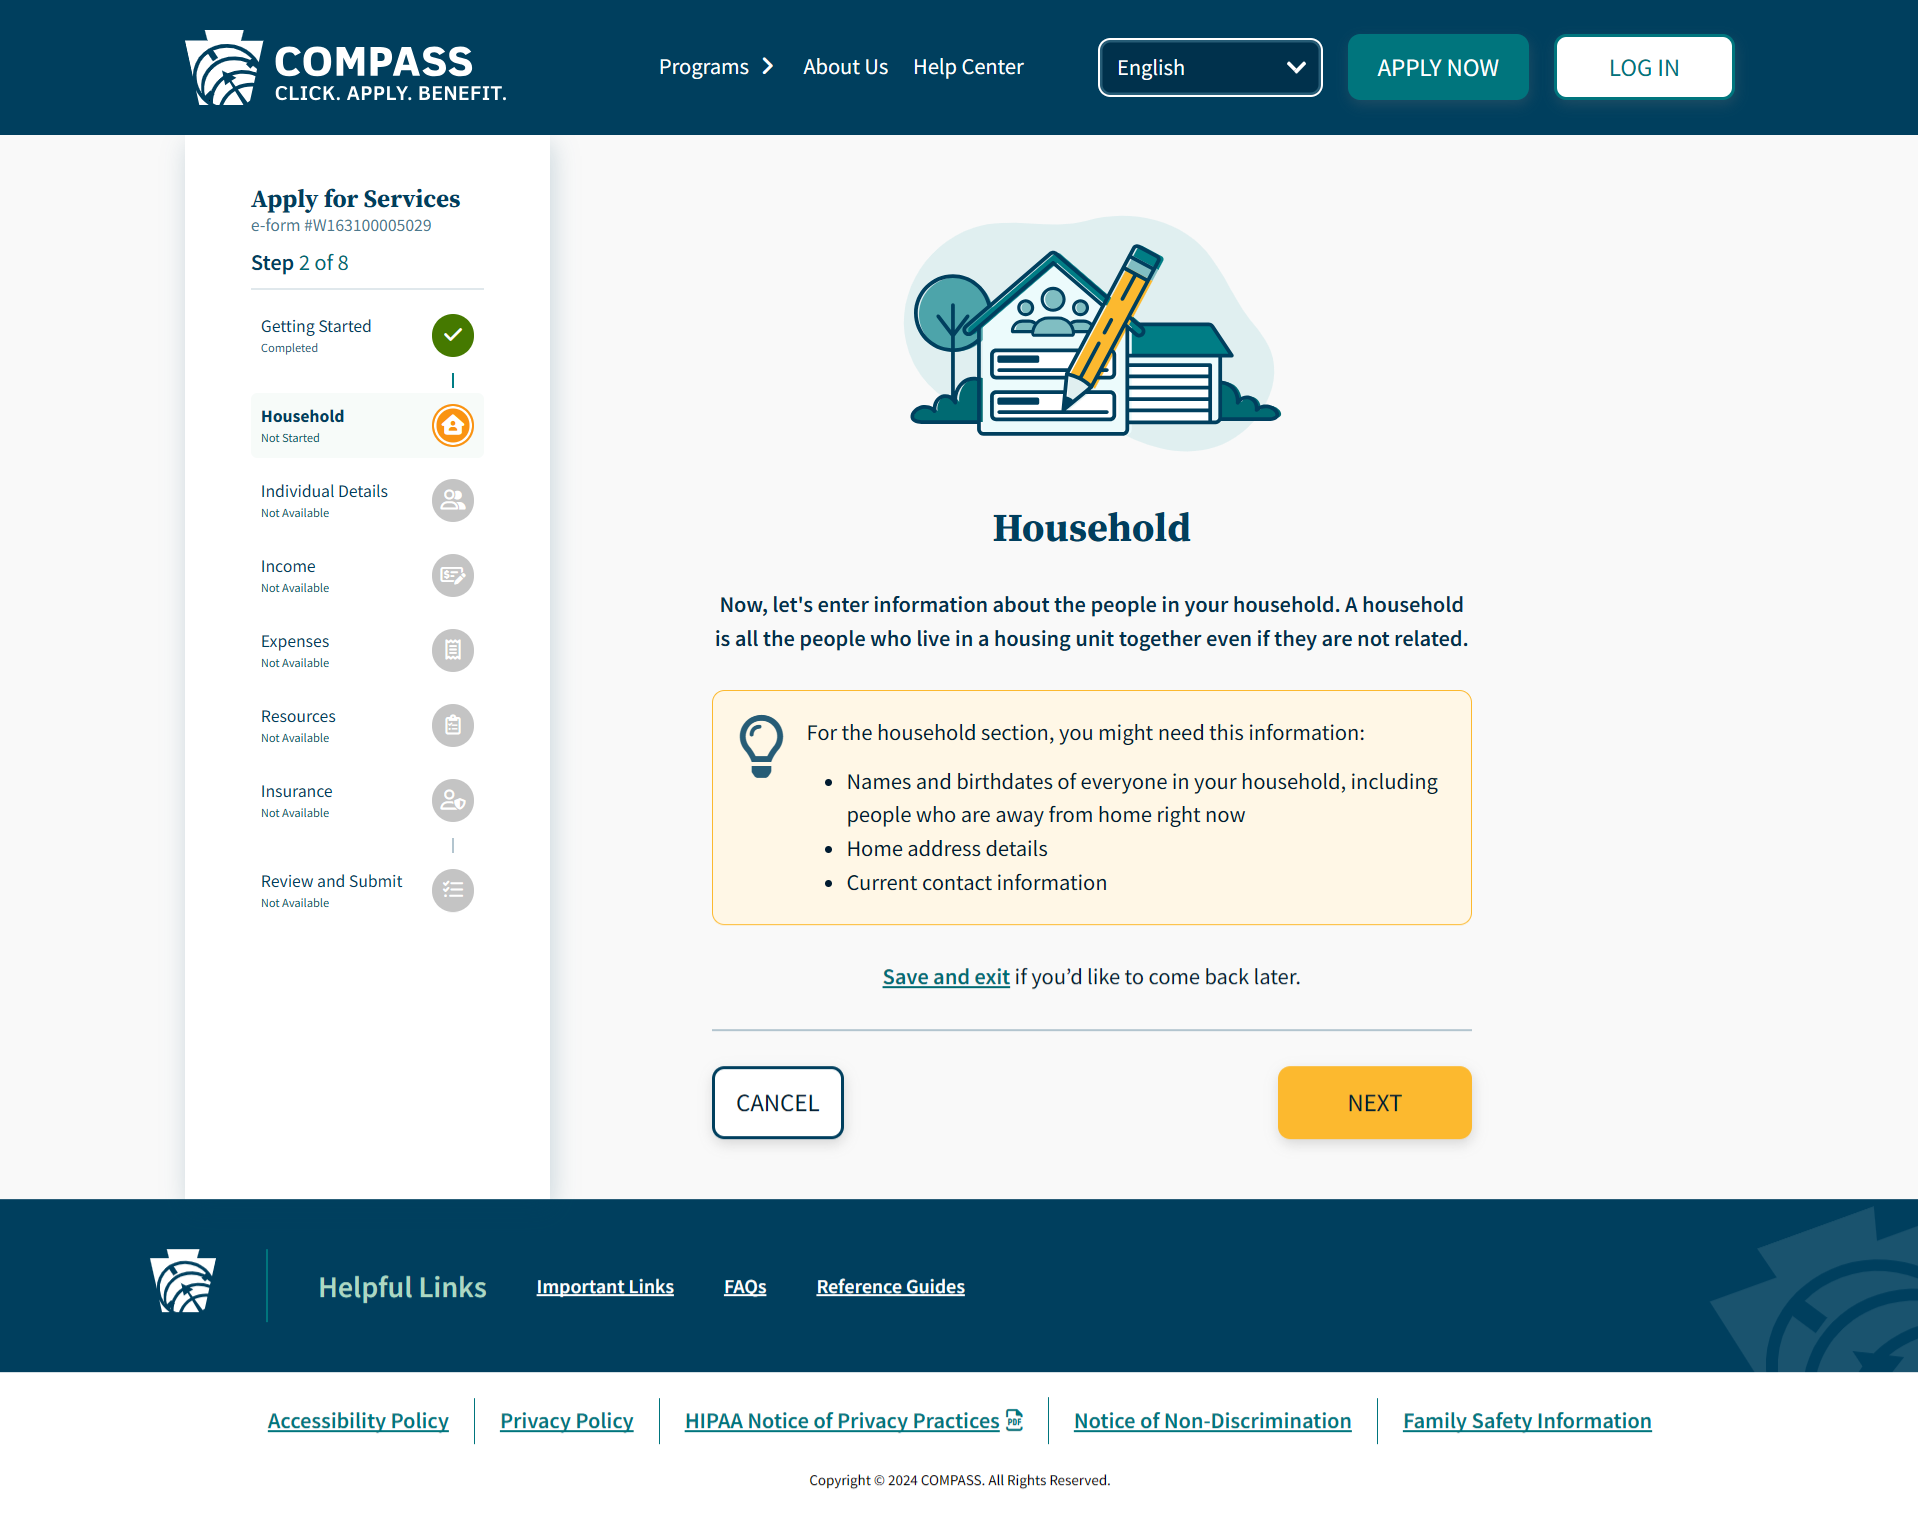 COMPASS
CLICK. APPLY. BENEFIT.
Programs
About Us
Help Center
English
APPLY NOW
LOG IN
Apply for Services
e-form #W163100005029
Step 2 of 8
Getting Started
Completed
Household
Not Started
Individual Details
Not Available
Income
Not Available
Expenses
Not Available
Resources
Not Available
Insurance
Not Available
Review and Submit
Not Available
Household
Now, let's enter information about the people in your household. A household
is all the people who live in a housing unit together even if they are not related.
For the household section, you might need this information:
• Names and birthdates of everyone in your household, including
people who are away from home right now
• Home address details
• Current contact information
Save and exit if you’d like to come back later.
CANCEL
NEXT
Helpful Links
Important Links
FAQs
Reference Guides
Accessibility Policy
Privacy Policy
HIPAA Notice of Privacy Practices PDF
Notice of Non-Discrimination
Family Safety Information
Copyright © 2024 COMPASS. All Rights Reserved.